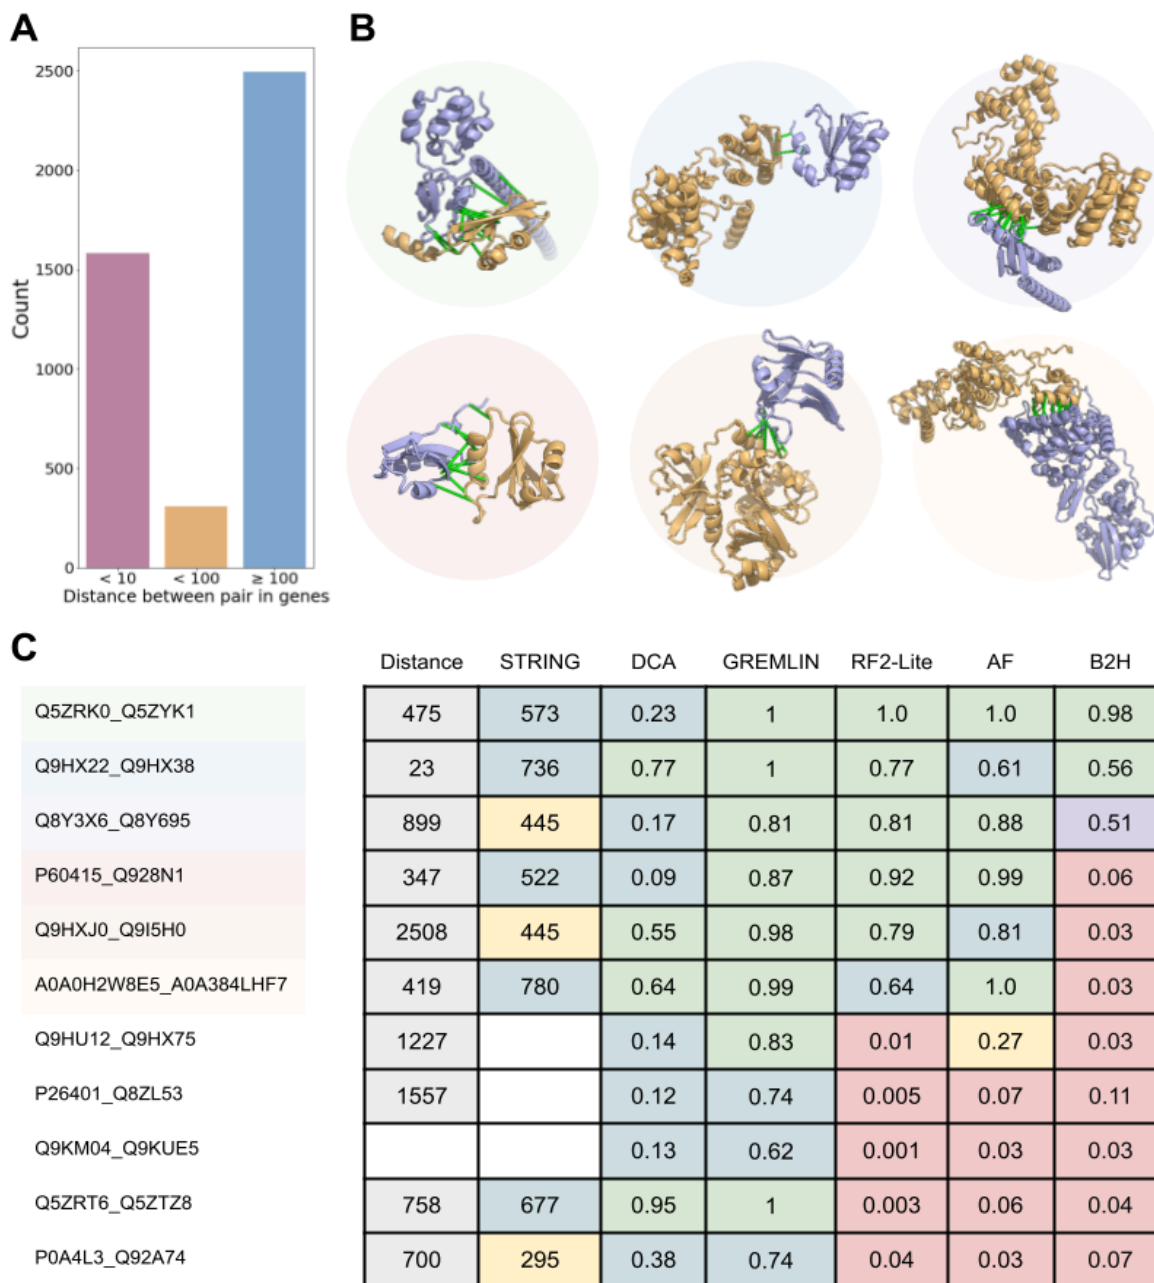 A
B
2500
2000
1500
1000
500
0
Count
< 10 < 100 ≥ 100
Distance between pair in genes
C
Distance STRING DCA GREMLIN RF2-Lite AF B2H
Q5ZRK0_Q5ZYK1 475 573 0.23 1 1.0 1.0 0.98
Q9HX22_Q9HX38 23 736 0.77 1 0.77 0.61 0.56
Q8Y3X6_Q8Y695 899 445 0.17 0.81 0.81 0.88 0.51
P60415_Q928N1 347 522 0.09 0.87 0.92 0.99 0.06
Q9HXJ0_Q9I5H0 2508 445 0.55 0.98 0.79 0.81 0.03
A0A0H2W8E5_A0A384LHF7 419 780 0.64 0.99 0.64 1.0 0.03
Q9HU12_Q9HX75 1227 0.14 0.83 0.01 0.27 0.03
P26401_Q8ZL53 1557 0.12 0.74 0.005 0.07 0.11
Q9KM04_Q9KUE5 0.13 0.62 0.001 0.03 0.03
Q5ZRT6_Q5ZTZ8 758 677 0.95 1 0.003 0.06 0.04
P0A4L3_Q92A74 700 295 0.38 0.74 0.04 0.03 0.07